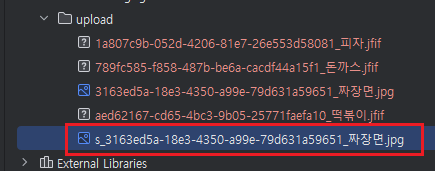 upload
1a807c9b-052d-4206-81e7-26e553d58081_피자.jfif
789fc585-f858-487b-be6a-cacdf44a15f1_돈까스.jfif
3163ed5a-18e3-4350-a99e-79d631a59651_짜장면.jpg
aed62167-cd65-4bc3-9b05-25771faefa10_떡볶이.jfif
s_3163ed5a-18e3-4350-a99e-79d631a59651_짜장면.jpg
External Libraries